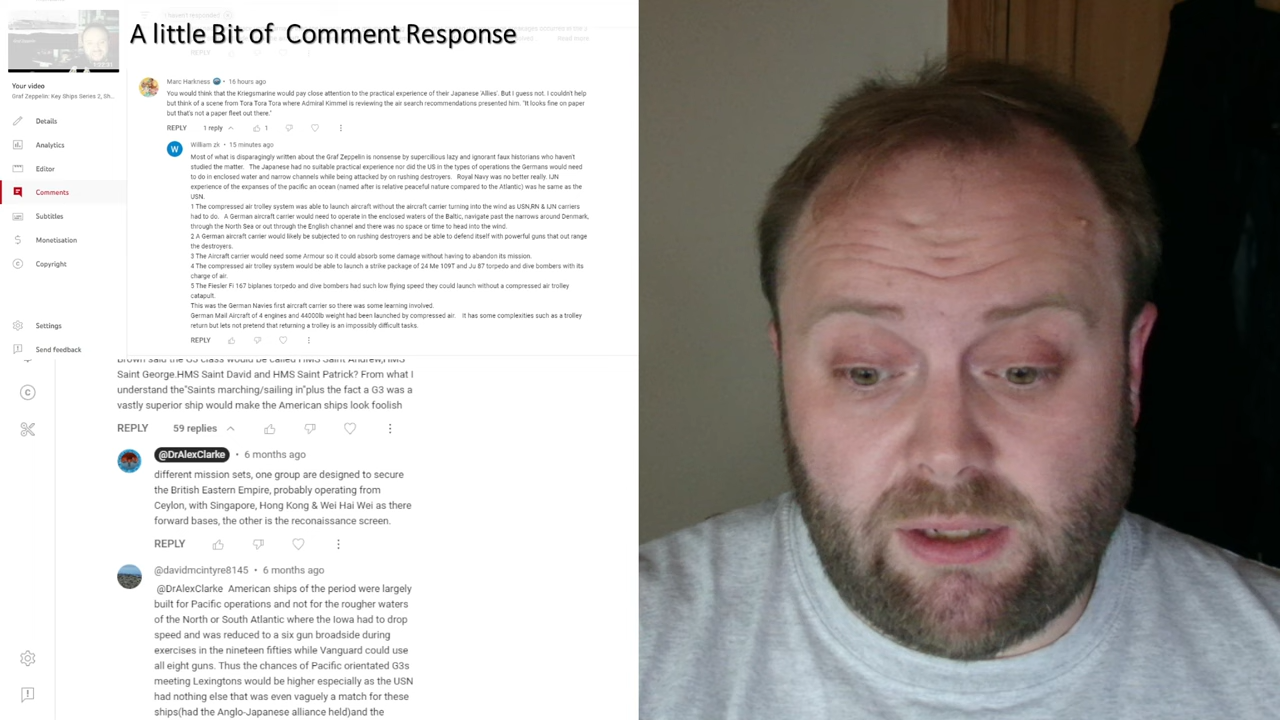 I haven't responded
A little Bit of Comment Response
REPLY
Read more
Your video
Graf Zeppelin: Key Ships Series 2, Sh...
Details
Analytics
Editor
Comments
Subtitles
Monetisation
Copyright
Settings
Send feedback
Marc Harkness • 16 hours ago
You would think that the Kriegsmarine would pay close attention to the practical experience of their Japanese 'Allies'. But I guess not. I couldn't help
but think of a scene from Tora Tora Tora where Admiral Kimmel is reviewing the air search recommendations presented him. "It looks fine on paper
but that's not a paper fleet out there."
REPLY 1 reply 1
W
William zk • 15 minutes ago
Most of what is disparagingly written about the Graf Zeppelin is nonsense by supercilious lazy and ignorant faux historians who haven't
studied the matter. The Japanese had no suitable practical experience nor did the US in the types of operations the Germans would need
to do in enclosed water and narrow channels while being attacked by on rushing destroyers. Royal Navy was no better really. IJN
experience of the expanses of the pacific an ocean (named after is relative peaceful nature compared to the Atlantic) was he same as the
USN.
1 The compressed air trolley system was able to launch aircraft without the aircraft carrier turning into the wind as USN,RN & IJN carriers
had to do. A German aircraft carrier would need to operate in the enclosed waters of the Baltic, navigate past the narrows around Denmark,
through the North Sea or out through the English channel and there was no space or time to head into the wind.
2 A German aircraft carrier would likely be subjected to on rushing destroyers and be able to defend itself with powerful guns that out range
the destroyers.
3 The Aircraft carrier would need some Armour so it could absorb some damage without having to abandon its mission.
4 The compressed air trolley system would be able to launch a strike package of 24 Me 109T and Ju 87 torpedo and dive bombers with its
charge of air.
5 The Fiesler Fi 167 biplanes torpedo and dive bombers had such low flying speed they could launch without a compressed air trolley
catapult.
This was the German Navies first aircraft carrier so there was some learning involved.
German Mail Aircraft of 4 engines and 44000lb weight had been launched by compressed air. It has some complexities such as a trolley
return but lets not pretend that returning a trolley is an impossibly difficult tasks.
REPLY
Brown said the G3 class would be called HMS Saint Andrew,HMS
Saint George.HMS Saint David and HMS Saint Patrick? From what I
understand the"Saints marching/sailing in"plus the fact a G3 was a
vastly superior ship would make the American ships look foolish
REPLY 59 replies
@DrAlexClarke • 6 months ago
different mission sets, one group are designed to secure
the British Eastern Empire, probably operating from
Ceylon, with Singapore, Hong Kong & Wei Hai Wei as there
forward bases, the other is the reconaissance screen.
REPLY
@davidmcintyre8145 • 6 months ago
@DrAlexClarke American ships of the period were largely
built for Pacific operations and not for the rougher waters
of the North or South Atlantic where the Iowa had to drop
speed and was reduced to a six gun broadside during
exercises in the nineteen fifties while Vanguard could use
all eight guns. Thus the chances of Pacific orientated G3s
meeting Lexingtons would be higher especially as the USN
had nothing else that was even vaguely a match for these
ships(had the Anglo-Japanese alliance held)and the